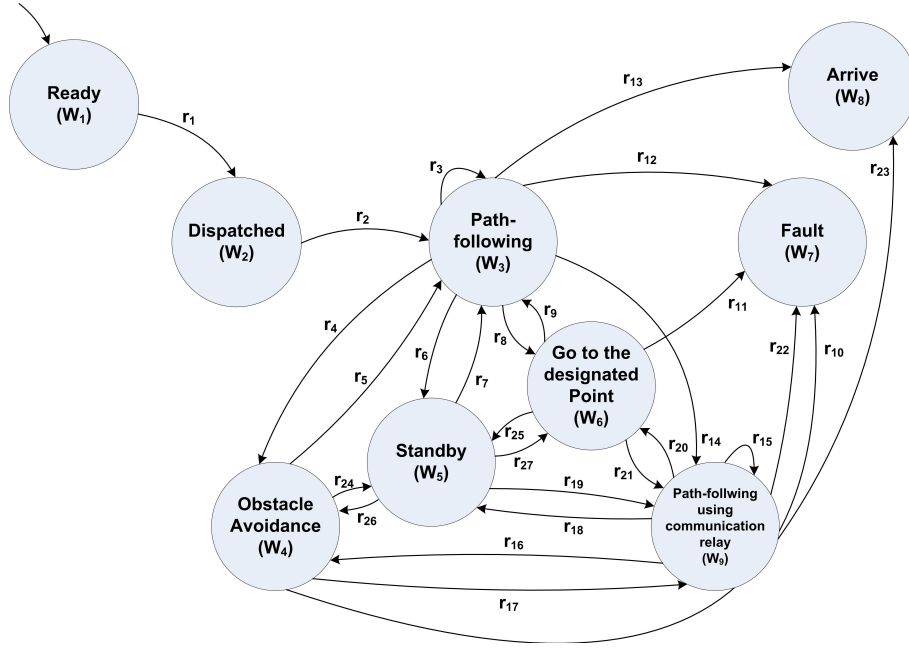 Ready
(W₁)
r₁
Dispatched
(W₂)
r₂
r₃
Path-
following
(W₃)
r₁₃
Arrive
(W₈)
r₁₂
r₂₃
Fault
(W₇)
r₄
r₅
r₆
r₇
r₈
r₉
r₁₁
Go to the
designated
Point
(W₆)
r₂₂
r₁₀
r₂₅
r₂₇
r₂₀
r₂₁
r₁₄
r₁₅
Standby
(W₅)
r₂₄
r₂₆
r₁₉
r₁₈
Obstacle
Avoidance
(W₄)
Path-follwing
using
communication
relay
(W₉)
r₁₆
r₁₇